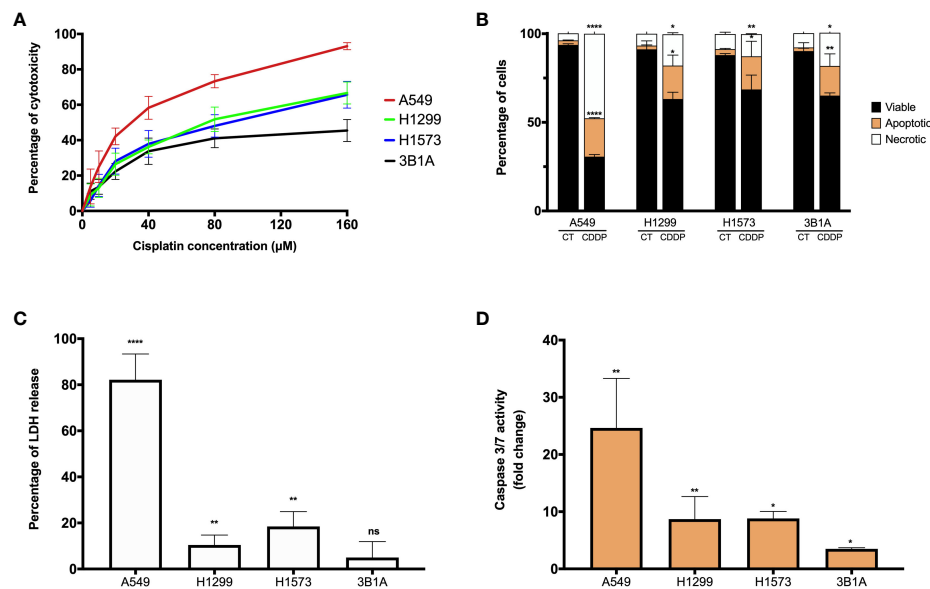 A
Percentage of cytotoxicity
100
80
60
40
20
0
0
40
80
120
160
Cisplatin concentration (µM)
A549
H1299
H1573
3B1A
B
Percentage of cells
100
50
0
****
****
*
*
**
*
*
**
CT CDDP
CT CDDP
CT CDDP
CT CDDP
A549
H1299
H1573
3B1A
Viable
Apoptotic
Necrotic
C
Percentage of LDH release
100
80
60
40
20
0
****
**
**
ns
A549
H1299
H1573
3B1A
D
Caspase 3/7 activity
(fold change)
40
30
20
10
0
**
**
*
*
A549
H1299
H1573
3B1A